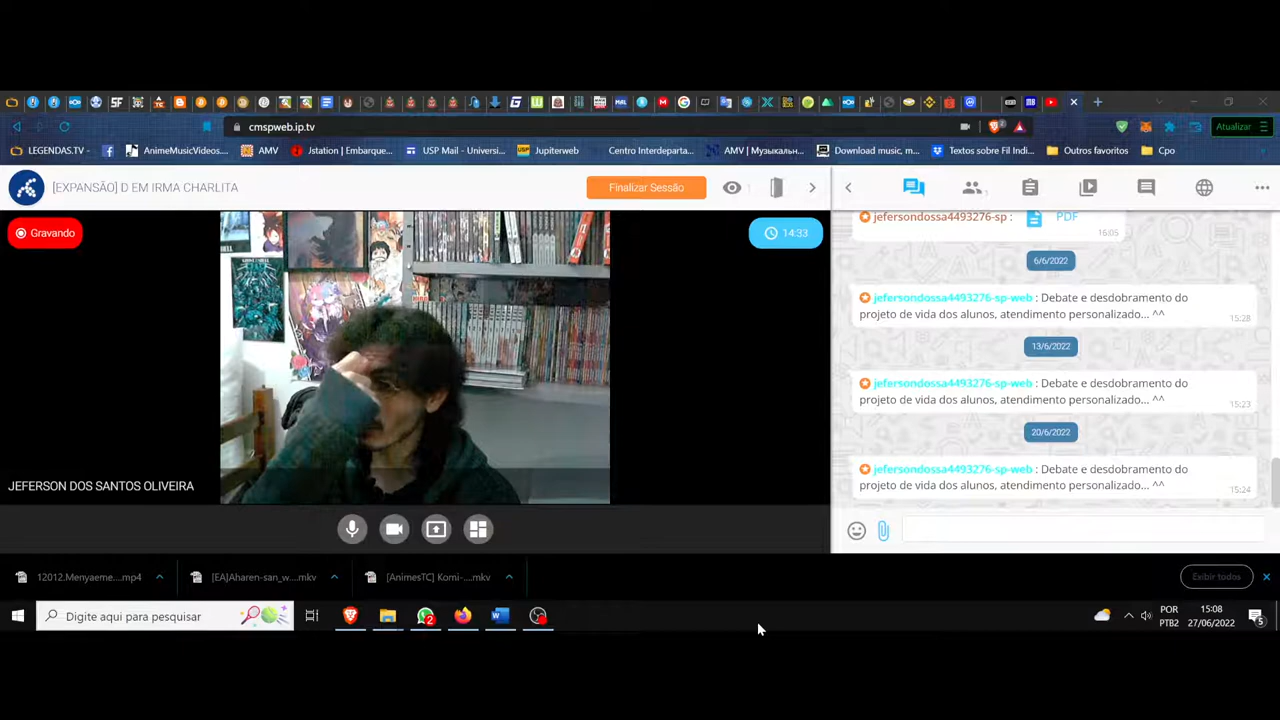 cmspweb.ip.tv
Atualizar
LEGENDAS.TV -
AnimeMusicVideos....
AMV
Jstation | Embarque...
USP Mail - Universi...
Jupiterweb
Centro Interdeparta...
AMV | Музыкальн...
Download music, m...
Textos sobre Fil Indi...
Outros favoritos
Cpo
[EXPANSÃO] D EM IRMA CHARLITA
Finalizar Sessão
1
1
Gravando
14:33
JEFERSON DOS SANTOS OLIVEIRA
jefersondossa4493276-sp :
PDF
16:05
6/6/2022
jefersondossa4493276-sp-web : Debate e desdobramento do
projeto de vida dos alunos, atendimento personalizado... ^^
15:28
13/6/2022
jefersondossa4493276-sp-web : Debate e desdobramento do
projeto de vida dos alunos, atendimento personalizado... ^^
15:23
20/6/2022
jefersondossa4493276-sp-web : Debate e desdobramento do
projeto de vida dos alunos, atendimento personalizado... ^^
15:24
12012.Menyaeme....mp4
[EA]Aharen-san_w....mkv
[AnimesTC] Komi-....mkv
Exibir todos
Digite aqui para pesquisar
2
POR
PTB2
15:08
27/06/2022
5